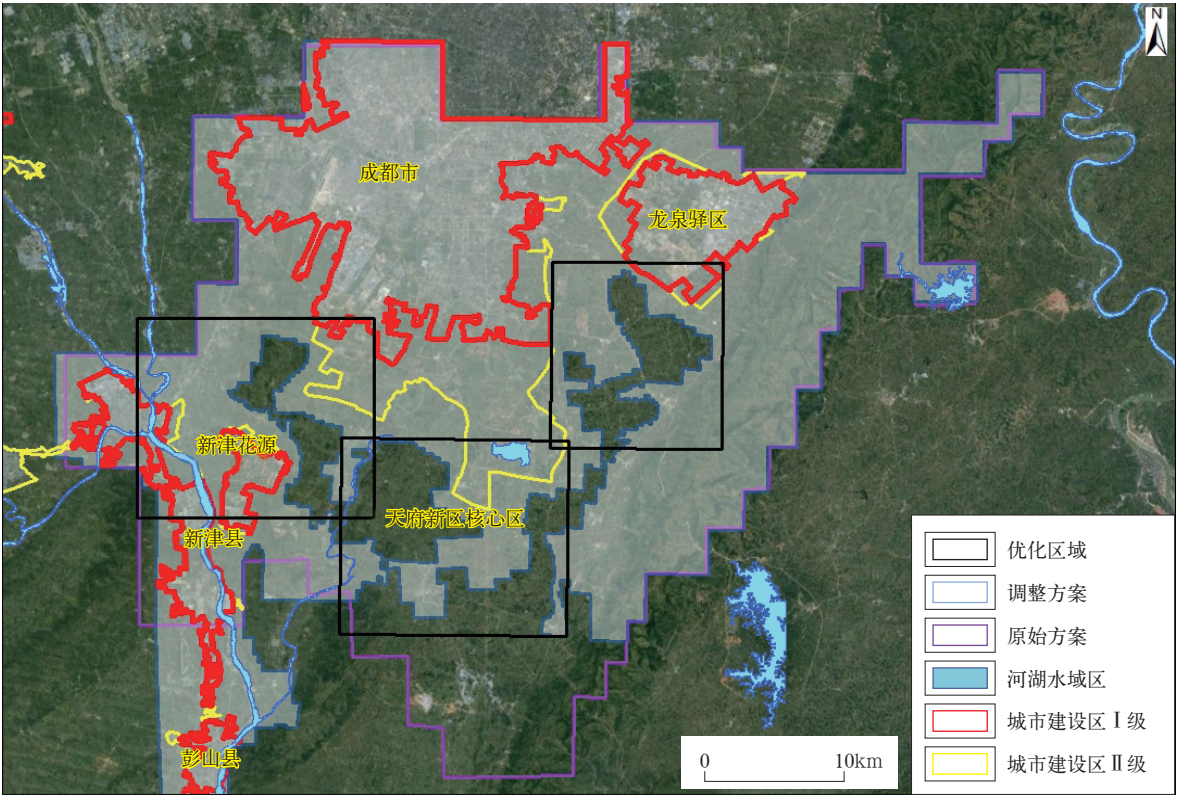 N
成都市
龙泉驿区
新津花源
天府新区核心区
新津县
彭山县
优化区域
调整方案
原始方案
河湖水域区
城市建设区Ⅰ级
城市建设区Ⅱ级
0 10km